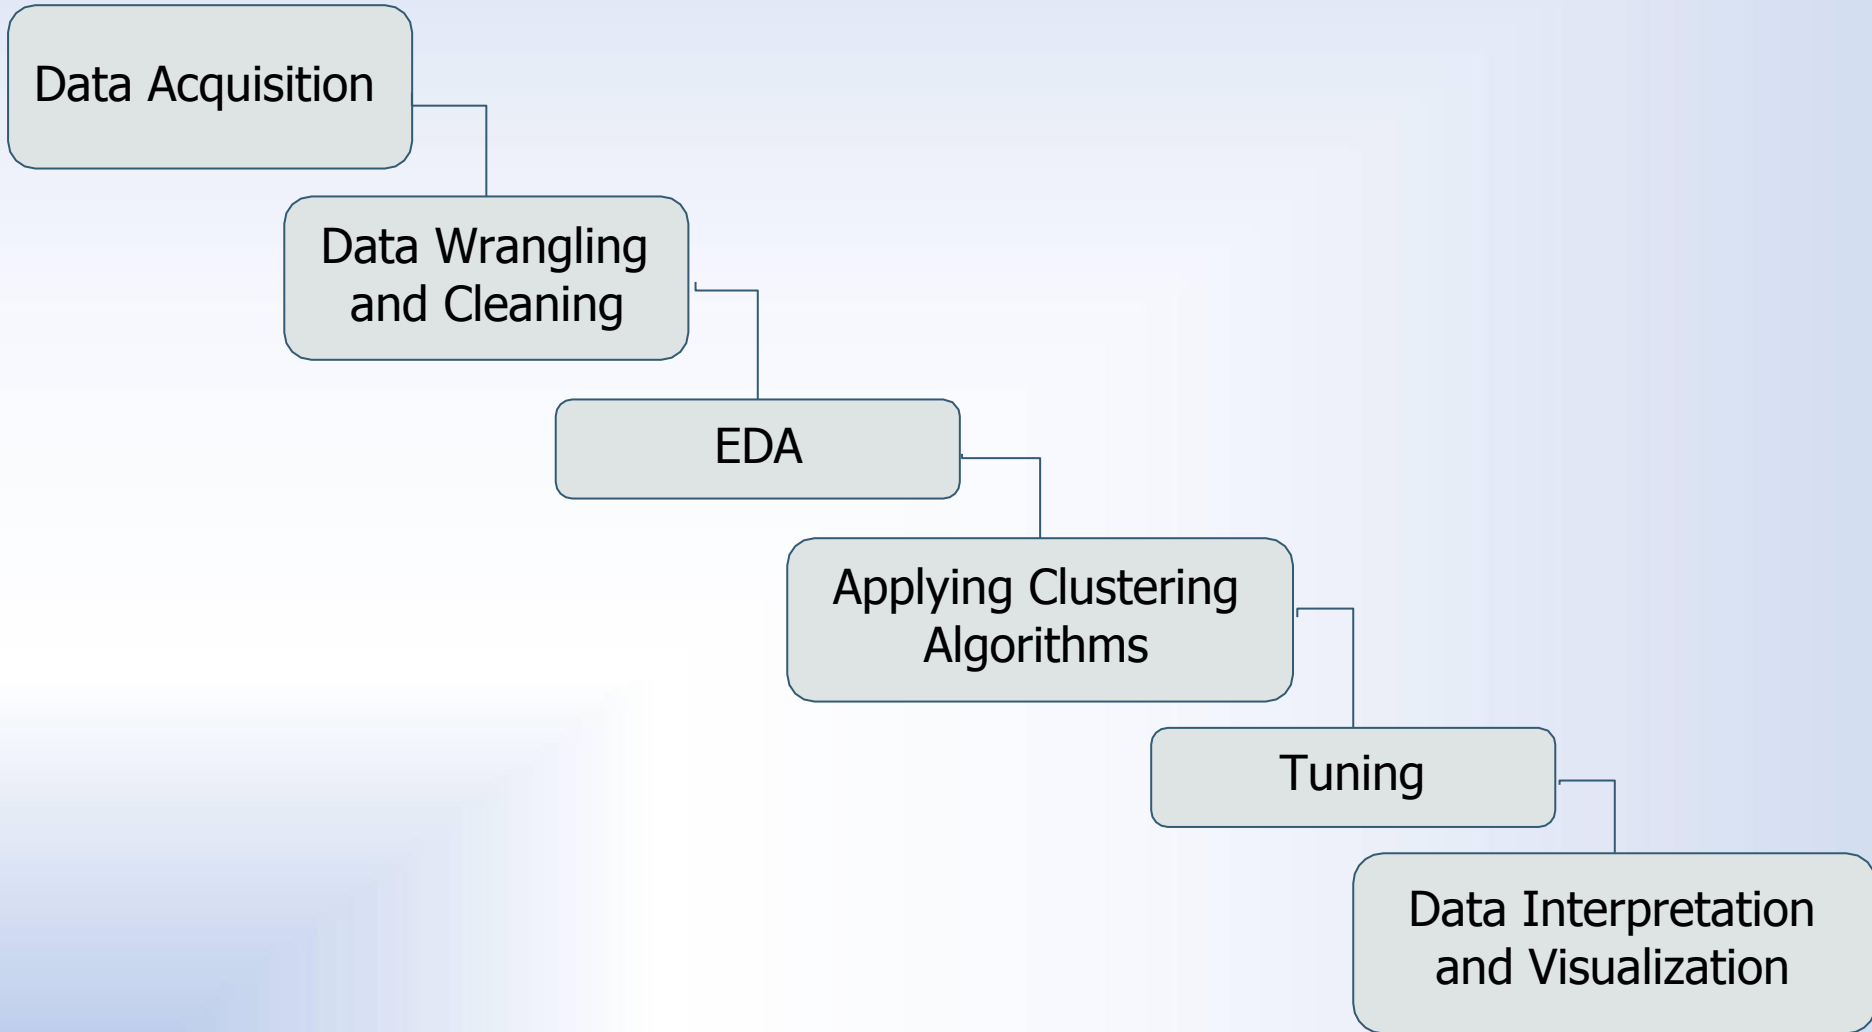 Data Acquisition
Data Wrangling
and Cleaning
EDA
Applying Clustering
Algorithms
Tuning
Data Interpretation
and Visualization